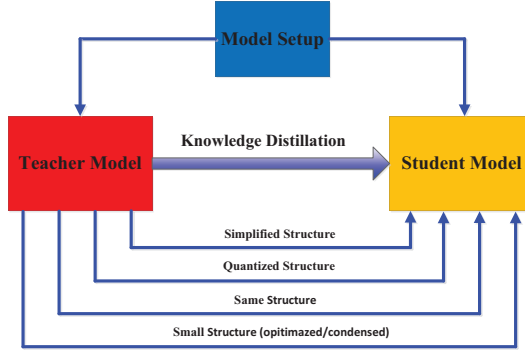 Model Setup
Knowledge Distillation
Teacher Model
Student Model
Simplified Structure
Quantized Structure
Same Structure
Small Structure (opitimazed/condensed)